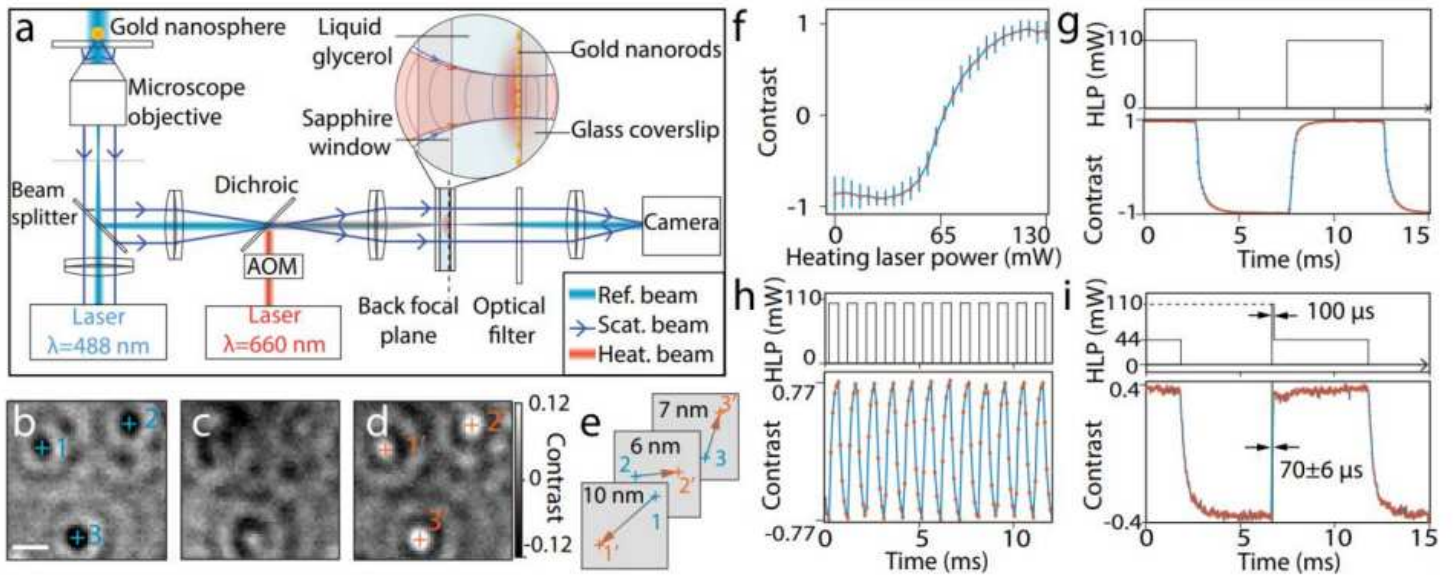 a
Gold nanosphere
Microscope
objective
Beam
splitter
Dichroic
AOM
Laser
λ=488 nm
Laser
λ=660 nm
Liquid
glycerol
Sapphire
window
Gold nanorods
Glass coverslip
Back focal
plane
Optical
filter
Camera
Ref. beam
Scat. beam
Heat. beam
b
1
2
3
c
d
1'
2'
3'
0.12
0
-0.12
Contrast
e
7 nm
3'
3
6 nm
2
2'
10 nm
1
1'
f
Contrast
1
0
-1
0
65
130
Heating laser power (mW)
g
HLP (mW)
110
0
Contrast
1
-1
0
5
10
15
Time (ms)
h
HLP (mW)
110
0
Contrast
0.77
-0.77
0
5
10
Time (ms)
i
HLP (mW)
110
44
0
100 µs
Contrast
0.4
-0.4
70±6 µs
0
5
10
15
Time (ms)